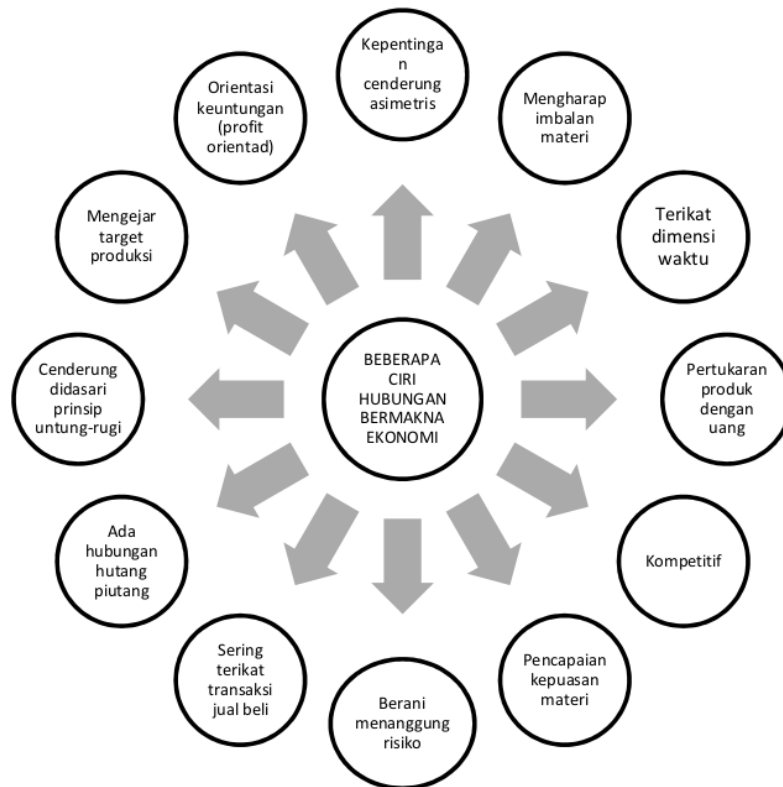 Kepentinga
n
cenderung
asimetris
Mengharap
imbalan
materi
Terikat
dimensi
waktu
Pertukaran
produk
dengan
uang
Kompetitif
Pencapaian
kepuasan
materi
Berani
menanggung
risiko
Sering
terikat
transaksi
jual beli
Ada
hubungan
hutang
piutang
Cenderung
didasari
prinsip
untung-rugi
Mengejar
target
produksi
Orientasi
keuntungan
(profit
orientad)
BEBERAPA
CIRI
HUBUNGAN
BERMAKNA
EKONOMI